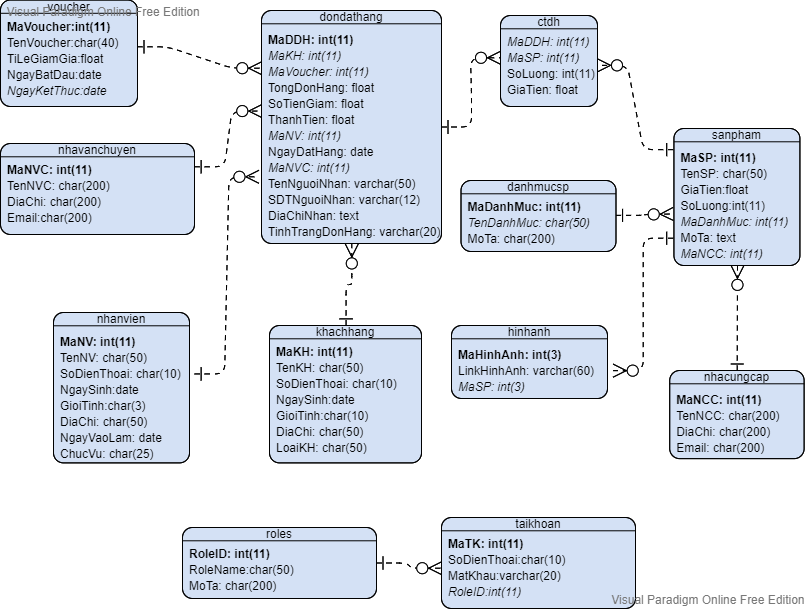 Visual Paradigm Online Free Edition
voucher
MaVoucher:int(11)
TenVoucher:char(40)
TiLeGiamGia:float
NgayBatDau:date
NgayKetThuc:date
dondathang
MaDDH: int(11)
MaKH: int(11)
MaVoucher: int(11)
TongDonHang: float
SoTienGiam: float
ThanhTien: float
MaNV: int(11)
NgayDatHang: date
MaNVC: int(11)
TenNguoiNhan: varchar(50)
SDTNguoiNhan: varchar(12)
DiaChiNhan: text
TinhTrangDonHang: varchar(20)
ctdh
MaDDH: int(11)
MaSP: int(11)
SoLuong: int(11)
GiaTien: float
sanpham
MaSP: int(11)
TenSP: char(50)
GiaTien:float
SoLuong:int(11)
MaDanhMuc: int(11)
MoTa: text
MaNCC: int(11)
nhavanchuyen
MaNVC: int(11)
TenNVC: char(200)
DiaChi: char(200)
Email:char(200)
danhmucsp
MaDanhMuc: int(11)
TenDanhMuc: char(50)
MoTa: char(200)
nhanvien
MaNV: int(11)
TenNV: char(50)
SoDienThoai: char(10)
NgaySinh:date
GioiTinh:char(3)
DiaChi: char(50)
NgayVaoLam: date
ChucVu: char(25)
khachhang
MaKH: int(11)
TenKH: char(50)
SoDienThoai: char(10)
NgaySinh:date
GioiTinh:char(10)
DiaChi: char(50)
LoaiKH: char(50)
hinhanh
MaHinhAnh: int(3)
LinkHinhAnh: varchar(60)
MaSP: int(3)
nhacungcap
MaNCC: int(11)
TenNCC: char(200)
DiaChi: char(200)
Email: char(200)
roles
RoleID: int(11)
RoleName:char(50)
MoTa: char(200)
taikhoan
MaTK: int(11)
SoDienThoai:char(10)
MatKhau:varchar(20)
RoleID:int(11)
Visual Paradigm Online Free Edition